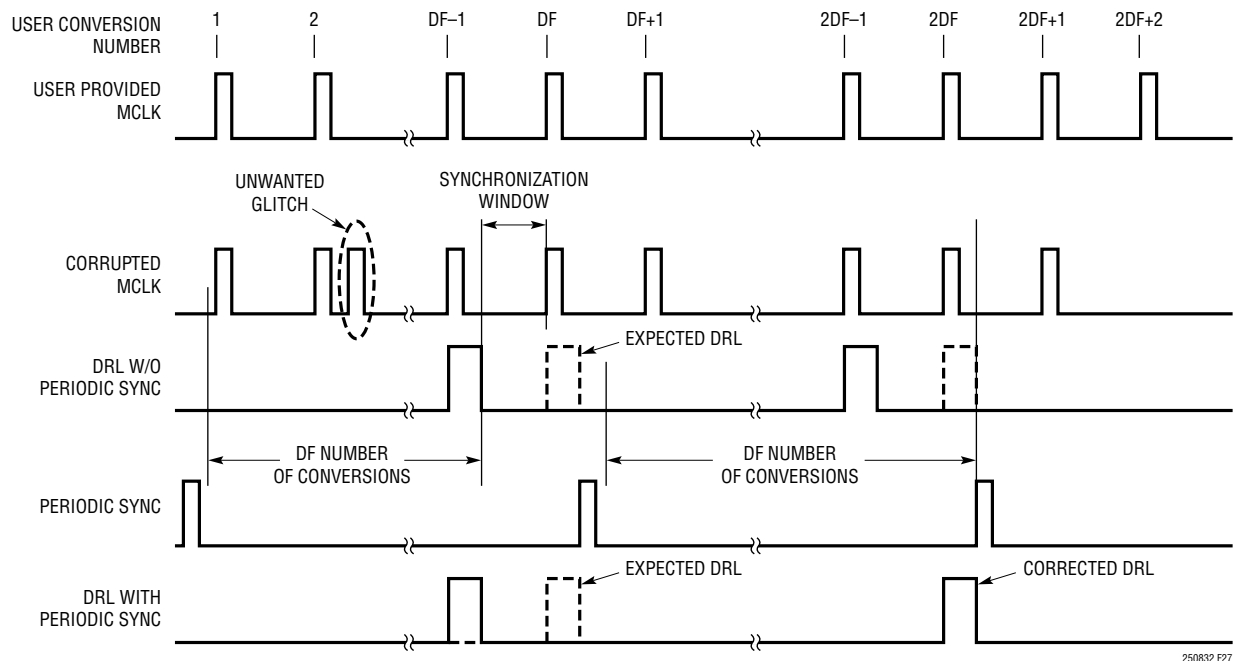 USER CONVERSION
NUMBER
1 2 DF–1 DF DF+1 2DF–1 2DF 2DF+1 2DF+2
USER PROVIDED
MCLK
UNWANTED
GLITCH
SYNCHRONIZATION
WINDOW
CORRUPTED
MCLK
EXPECTED DRL
DRL W/O
PERIODIC SYNC
DF NUMBER
OF CONVERSIONS
DF NUMBER
OF CONVERSIONS
PERIODIC SYNC
EXPECTED DRL
CORRECTED DRL
DRL WITH
PERIODIC SYNC
250832 F27